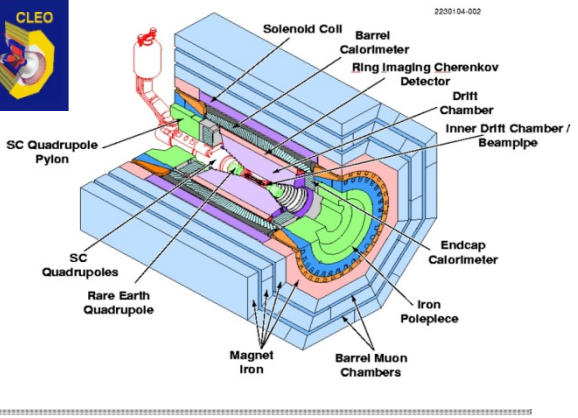 CLEO
2230104-002
Solenoid Coil
Barrel
Calorimeter
Ring Imaging Cherenkov
Detector
Drift
Chamber
Inner Drift Chamber /
Beampipe
SC Quadrupole
Pylon
SC
Quadrupoles
Rare Earth
Quadrupole
Magnet
Iron
Barrel Muon
Chambers
Iron
Polepiece
Endcap
Calorimeter